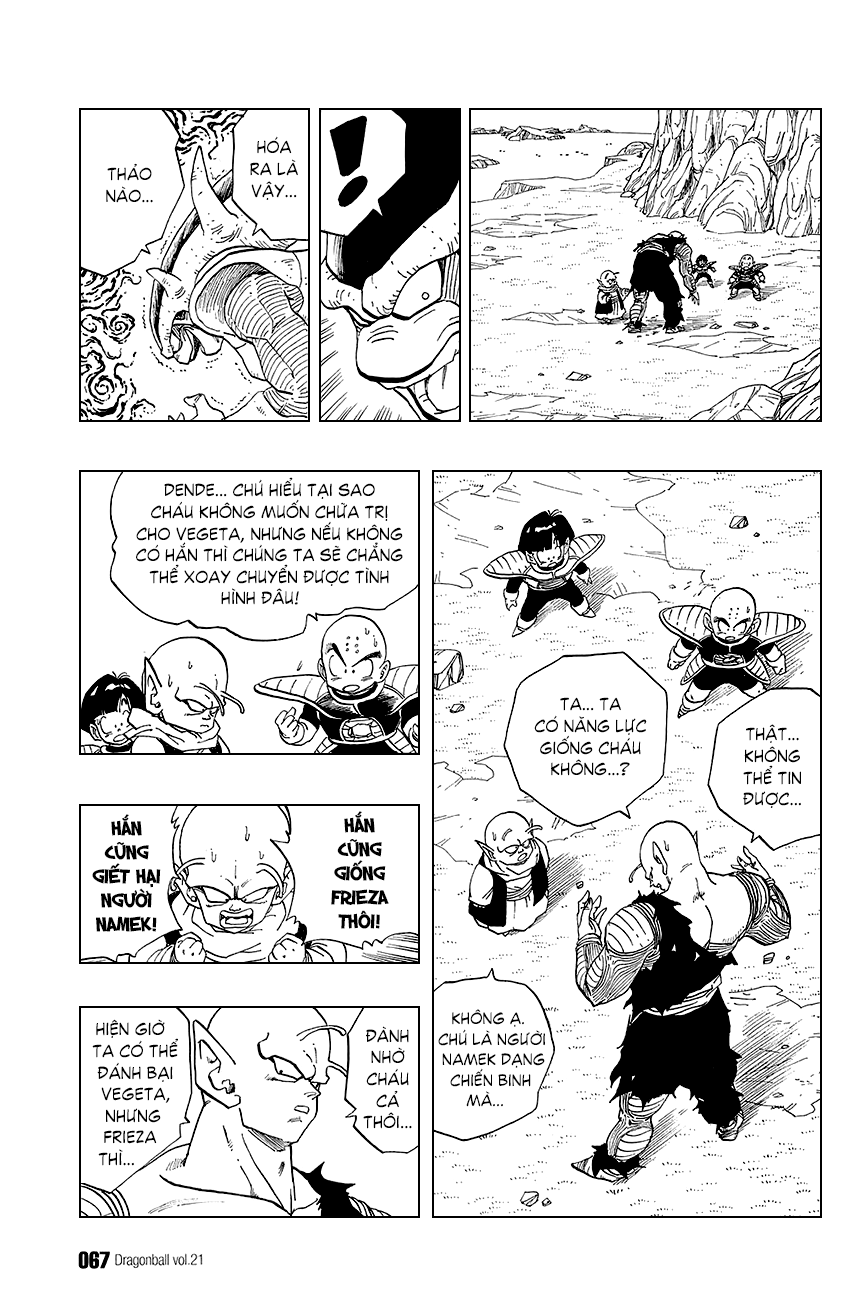 !
HÓA
RA LÀ
VẬY...
THẢO
NÀO...
THẬT...
KHÔNG
THỂ TIN
ĐƯỢC...
TA... TA
CÓ NĂNG LỰC
GIỐNG CHÁU
KHÔNG...?
KHÔNG Ạ.
CHÚ LÀ NGƯỜI
NAMEK DẠNG
CHIẾN BINH
MÀ...
DENDE... CHÚ HIỂU TẠI SAO
CHÁU KHÔNG MUỐN CHỮA TRỊ
CHO VEGETA, NHƯNG NẾU KHÔNG
CÓ HẮN THÌ CHÚNG TA SẼ CHẲNG
THỂ XOAY CHUYỂN ĐƯỢC TÌNH
HÌNH ĐÂU!
HẮN
CŨNG
GIỐNG
FRIEZA
THÔI!
HẮN
CŨNG
GIẾT HẠI
NGƯỜI
NAMEK!
ĐÀNH
NHỜ
CHÁU
CẢ
THÔI...
HIỆN GIỜ
TA CÓ THỂ
ĐÁNH BẠI
VEGETA,
NHƯNG
FRIEZA
THÌ...
067 Dragonball vol.21